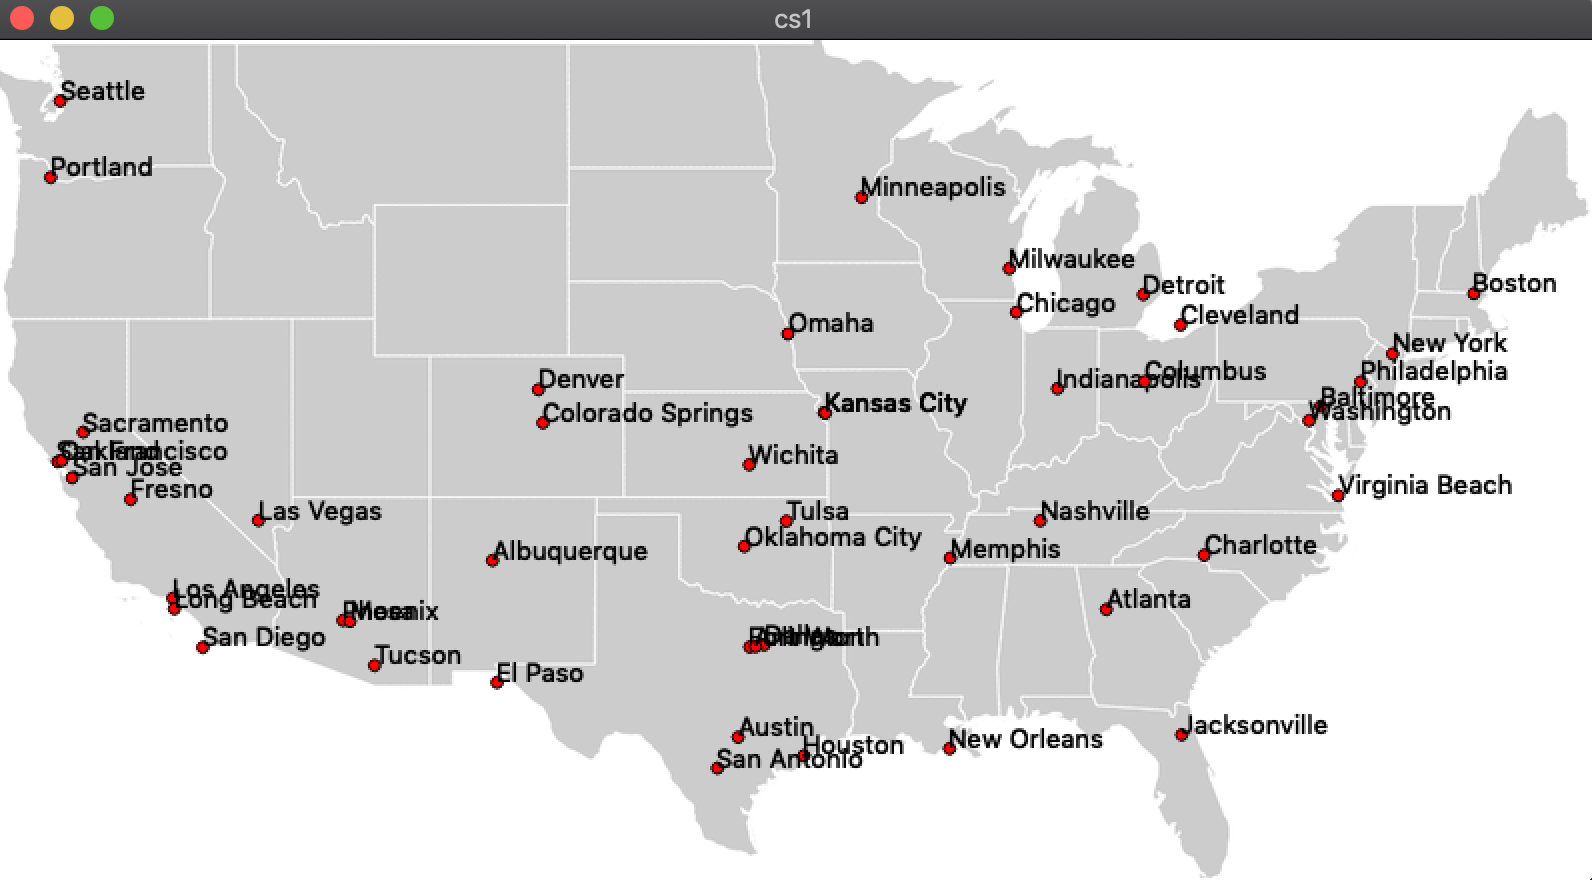 cs1
Seattle
Portland
Minneapolis
Milwaukee
Detroit
Boston
Chicago
Cleveland
Omaha
New York
Denver
Columbus
Philadelphia
Indianapolis
Baltimore
Kansas City
Washington
Colorado Springs
Sacramento
San Francisco
Oakland
Wichita
San Jose
Virginia Beach
Fresno
Las Vegas
Tulsa
Nashville
Oklahoma City
Charlotte
Albuquerque
Memphis
Los Angeles
Long Beach
Atlanta
Phoenix
Mesa
San Diego
Dallas
Fort Worth
Arlington
Tucson
El Paso
Austin
Jacksonville
Houston
New Orleans
San Antonio